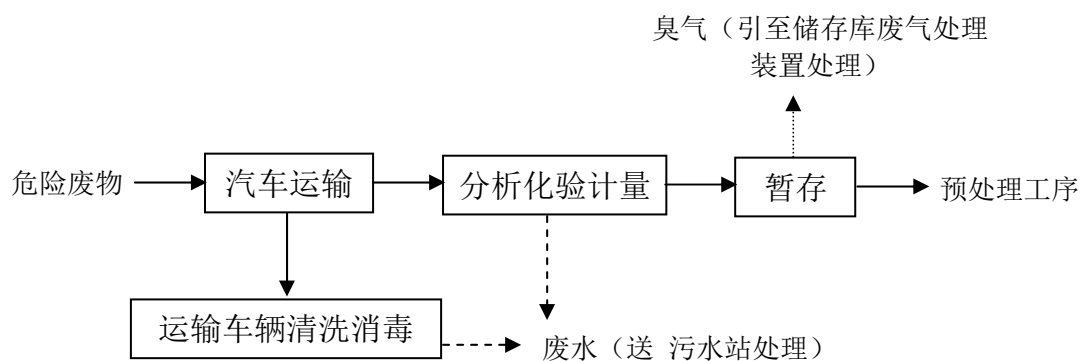 臭气（引至储存库废气处理
装置处理）
危险废物
汽车运输
分析化验计量
暂存
预处理工序
运输车辆清洗消毒
废水（送 污水站处理）